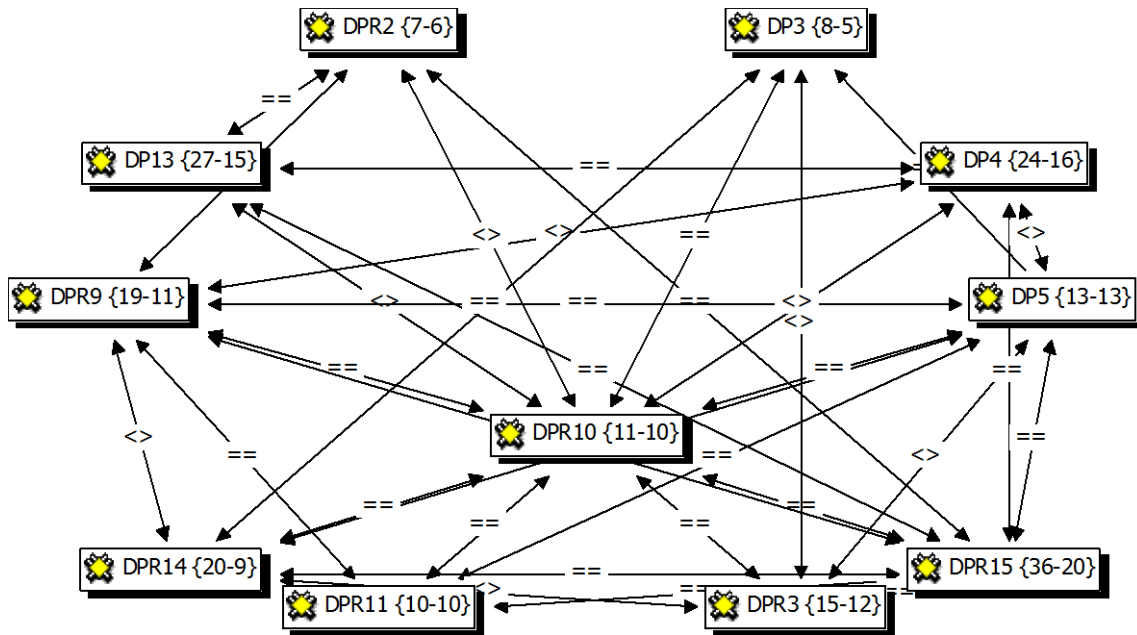 DPR2 {7-6}
DP3 {8-5}
==
DP13 {27-15}
==
DP4 {24-16}
<>
<>
==
<>
DPR9 {19-11}
<>
==
==
==
<>
DP5 {13-13}
<>
==
==
==
==
<>
DPR10 {11-10}
==
==
<>
==
==
==
==
==
DPR14 {20-9}
==
DPR15 {36-20}
DPR11 {10-10}
<>
==
DPR3 {15-12}
==